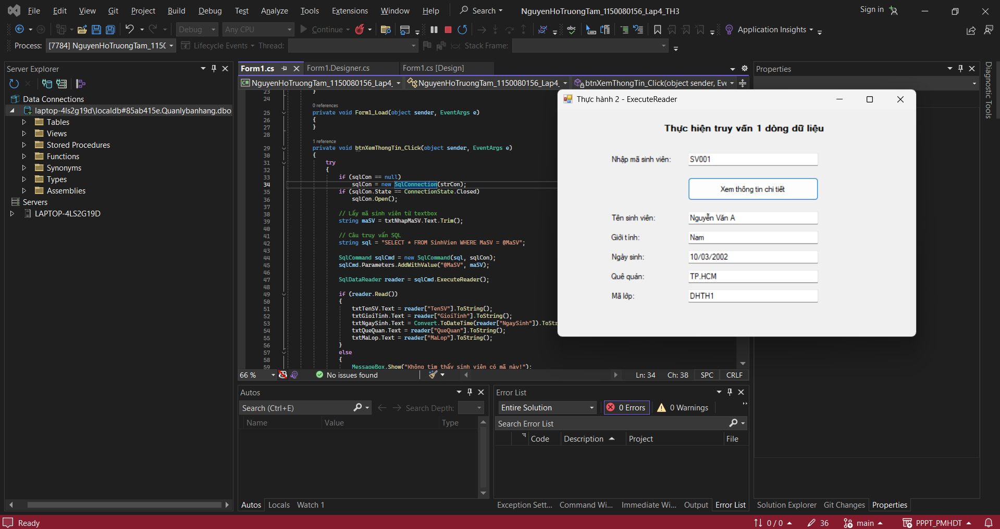 File Edit View Git Project Build Debug Test Analyze Tools Extensions Window Help Search NguyenHoTruongTam_1150080156_Lap4_TH3 Sign in
Debug Any CPU Continue Application Insights
Process: [7784] NguyenHoTruongTam_115( Lifecycle Events Thread: Stack Frame:
Server Explorer
Data Connections
laptop-4ls2g19d\localdb#85ab415e.Quanlybanhang.dbo
Tables
Views
Stored Procedures
Functions
Synonyms
Types
Assemblies
Servers
LAPTOP-4LS2G19D
Form1.cs Form1.Designer.cs Form1.cs [Design]
NguyenHoTruongTam_1150080156_Lap4_ NguyenHoTruongTam_1150080156_Lap4_ btnXemThongTin_Click(object sender, Eve
23 }
24
0 references
25 private void Form1_Load(object sender, EventArgs e)
26 {
27 }
28
1 reference
29 private void btnXemThongTin_Click(object sender, EventArgs e)
30 {
31 try
32 {
33 if (sqlCon == null)
34 sqlCon = new SqlConnection(strCon);
35 if (sqlCon.State == ConnectionState.Closed)
36 sqlCon.Open();
37
38 // Lấy mã sinh viên từ textbox
39 string maSV = txtNhapMaSV.Text.Trim();
40
41 // Câu truy vấn SQL
42 string sql = "SELECT * FROM SinhVien WHERE MaSV = @MaSV";
43
44 SqlCommand sqlCmd = new SqlCommand(sql, sqlCon);
45 sqlCmd.Parameters.AddWithValue("@MaSV", maSV);
46
47 SqlDataReader reader = sqlCmd.ExecuteReader();
48
49 if (reader.Read())
50 {
51 txtTenSV.Text = reader["TenSV"].ToString();
52 txtGioiTinh.Text = reader["GioiTinh"].ToString();
53 txtNgaySinh.Text = Convert.ToDateTime(reader["NgaySinh"]).ToStr
54 txtQueQuan.Text = reader["QueQuan"].ToString();
55 txtMaLop.Text = reader["MaLop"].ToString();
56 }
57 else
58 {
59 MessageBox.Show("Không tìm thấy sinh viên có mã này!");
66 % No issues found Ln: 34 Ch: 38 SPC CRLF
Thực hành 2 - ExecuteReader
Thực hiện truy vấn 1 dòng dữ liệu
Nhập mã sinh viên: SV001
Xem thông tin chi tiết
Tên sinh viên: Nguyễn Văn A
Giới tính: Nam
Ngày sinh: 10/03/2002
Quê quán: TP.HCM
Mã lớp: DHTH1
Properties
Diagnostic Tools
Autos
Search (Ctrl+E) Search Depth:
Name Value Type
Autos Locals Watch 1
Error List
Entire Solution 0 Errors 0 Warnings
Search Error List
Code Description Project File
Exception Sett... Command Wi... Immediate Wi... Output Error List
Solution Explorer Git Changes Properties
Ready 0 / 0 36 main PPPT_PMHDT